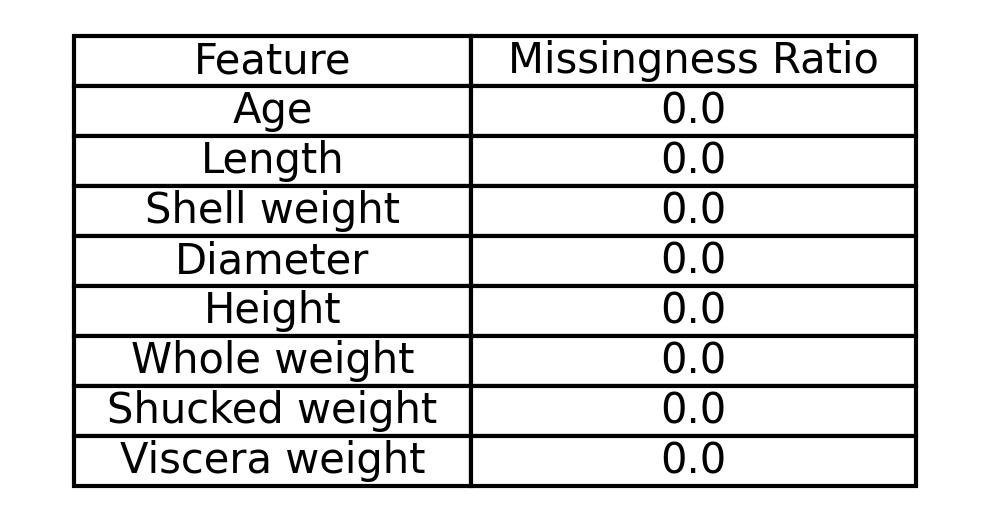 Feature Missingness Ratio
Age 0.0
Length 0.0
Shell weight 0.0
Diameter 0.0
Height 0.0
Whole weight 0.0
Shucked weight 0.0
Viscera weight 0.0